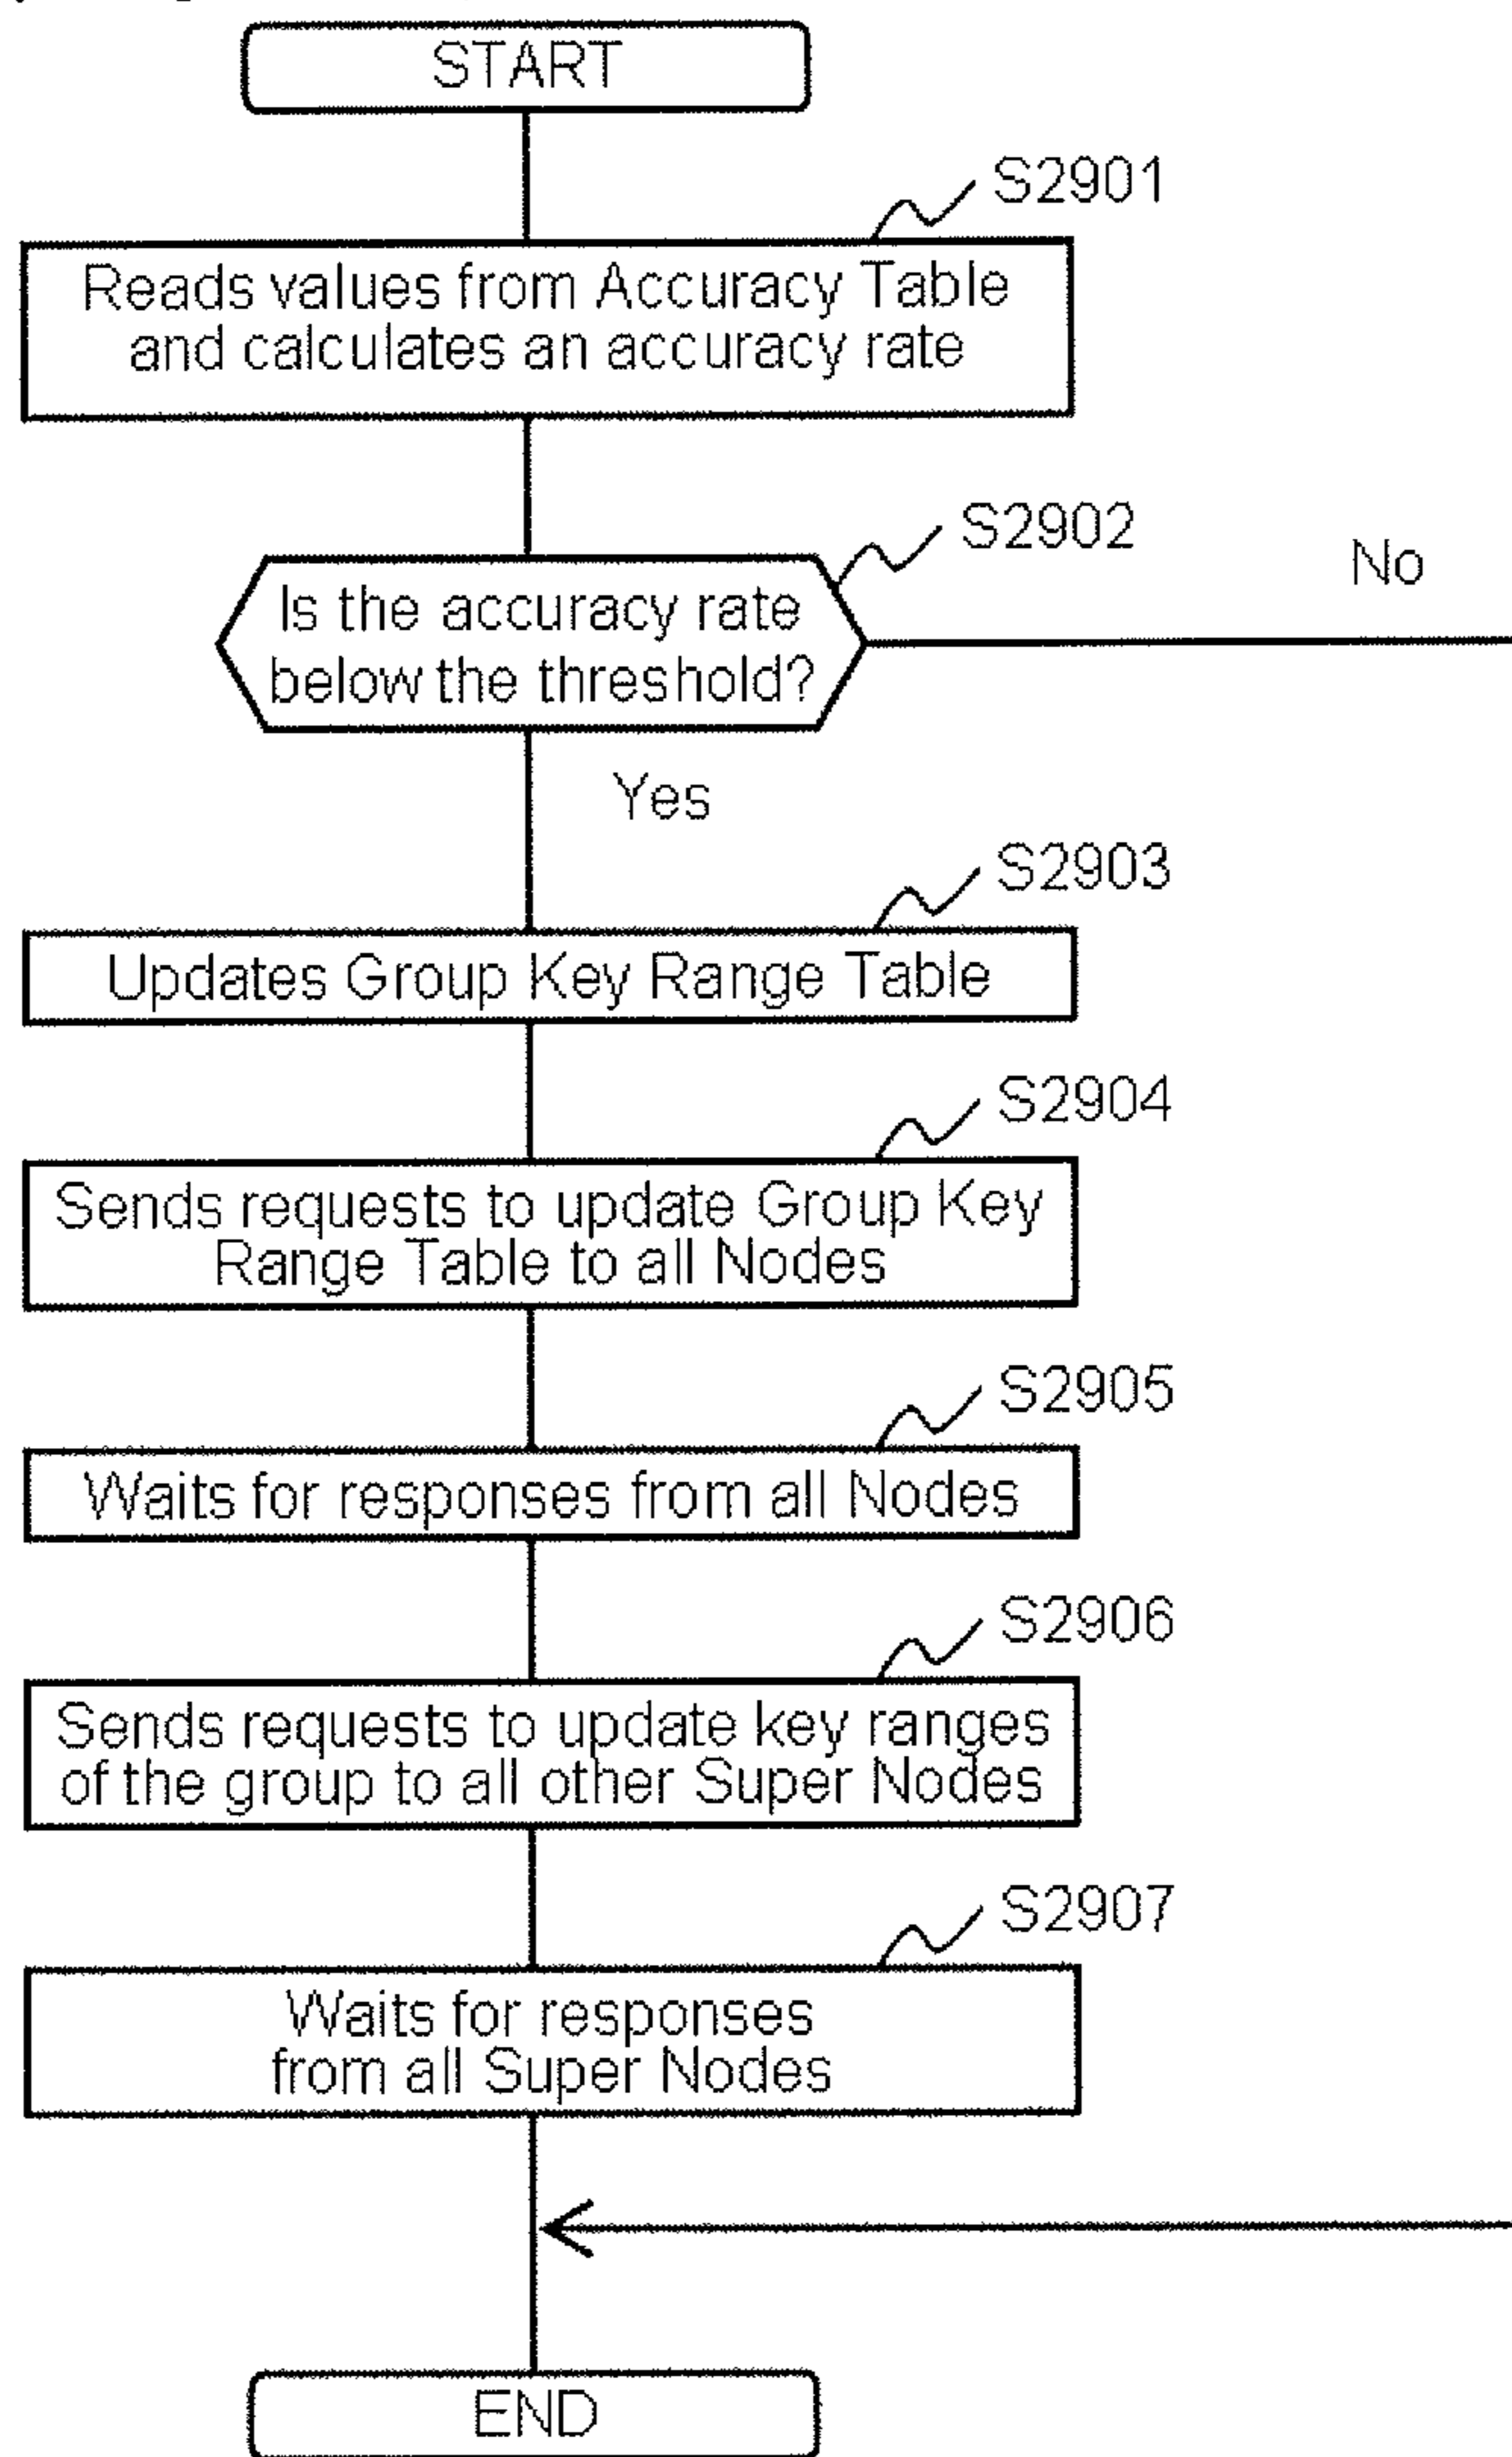 START
S2901
Reads values from Accuracy Table
and calculates an accuracy rate
S2902
No
Is the accuracy rate
below the threshold?
Yes
S2903
Updates Group Key Range Table
S2904
Sends requests to update Group Key
Range Table to all Nodes
S2905
Waits for responses from all Nodes
S2906
Sends requests to update key ranges
of the group to all other Super Nodes
S2907
Waits for responses
from all Super Nodes
END